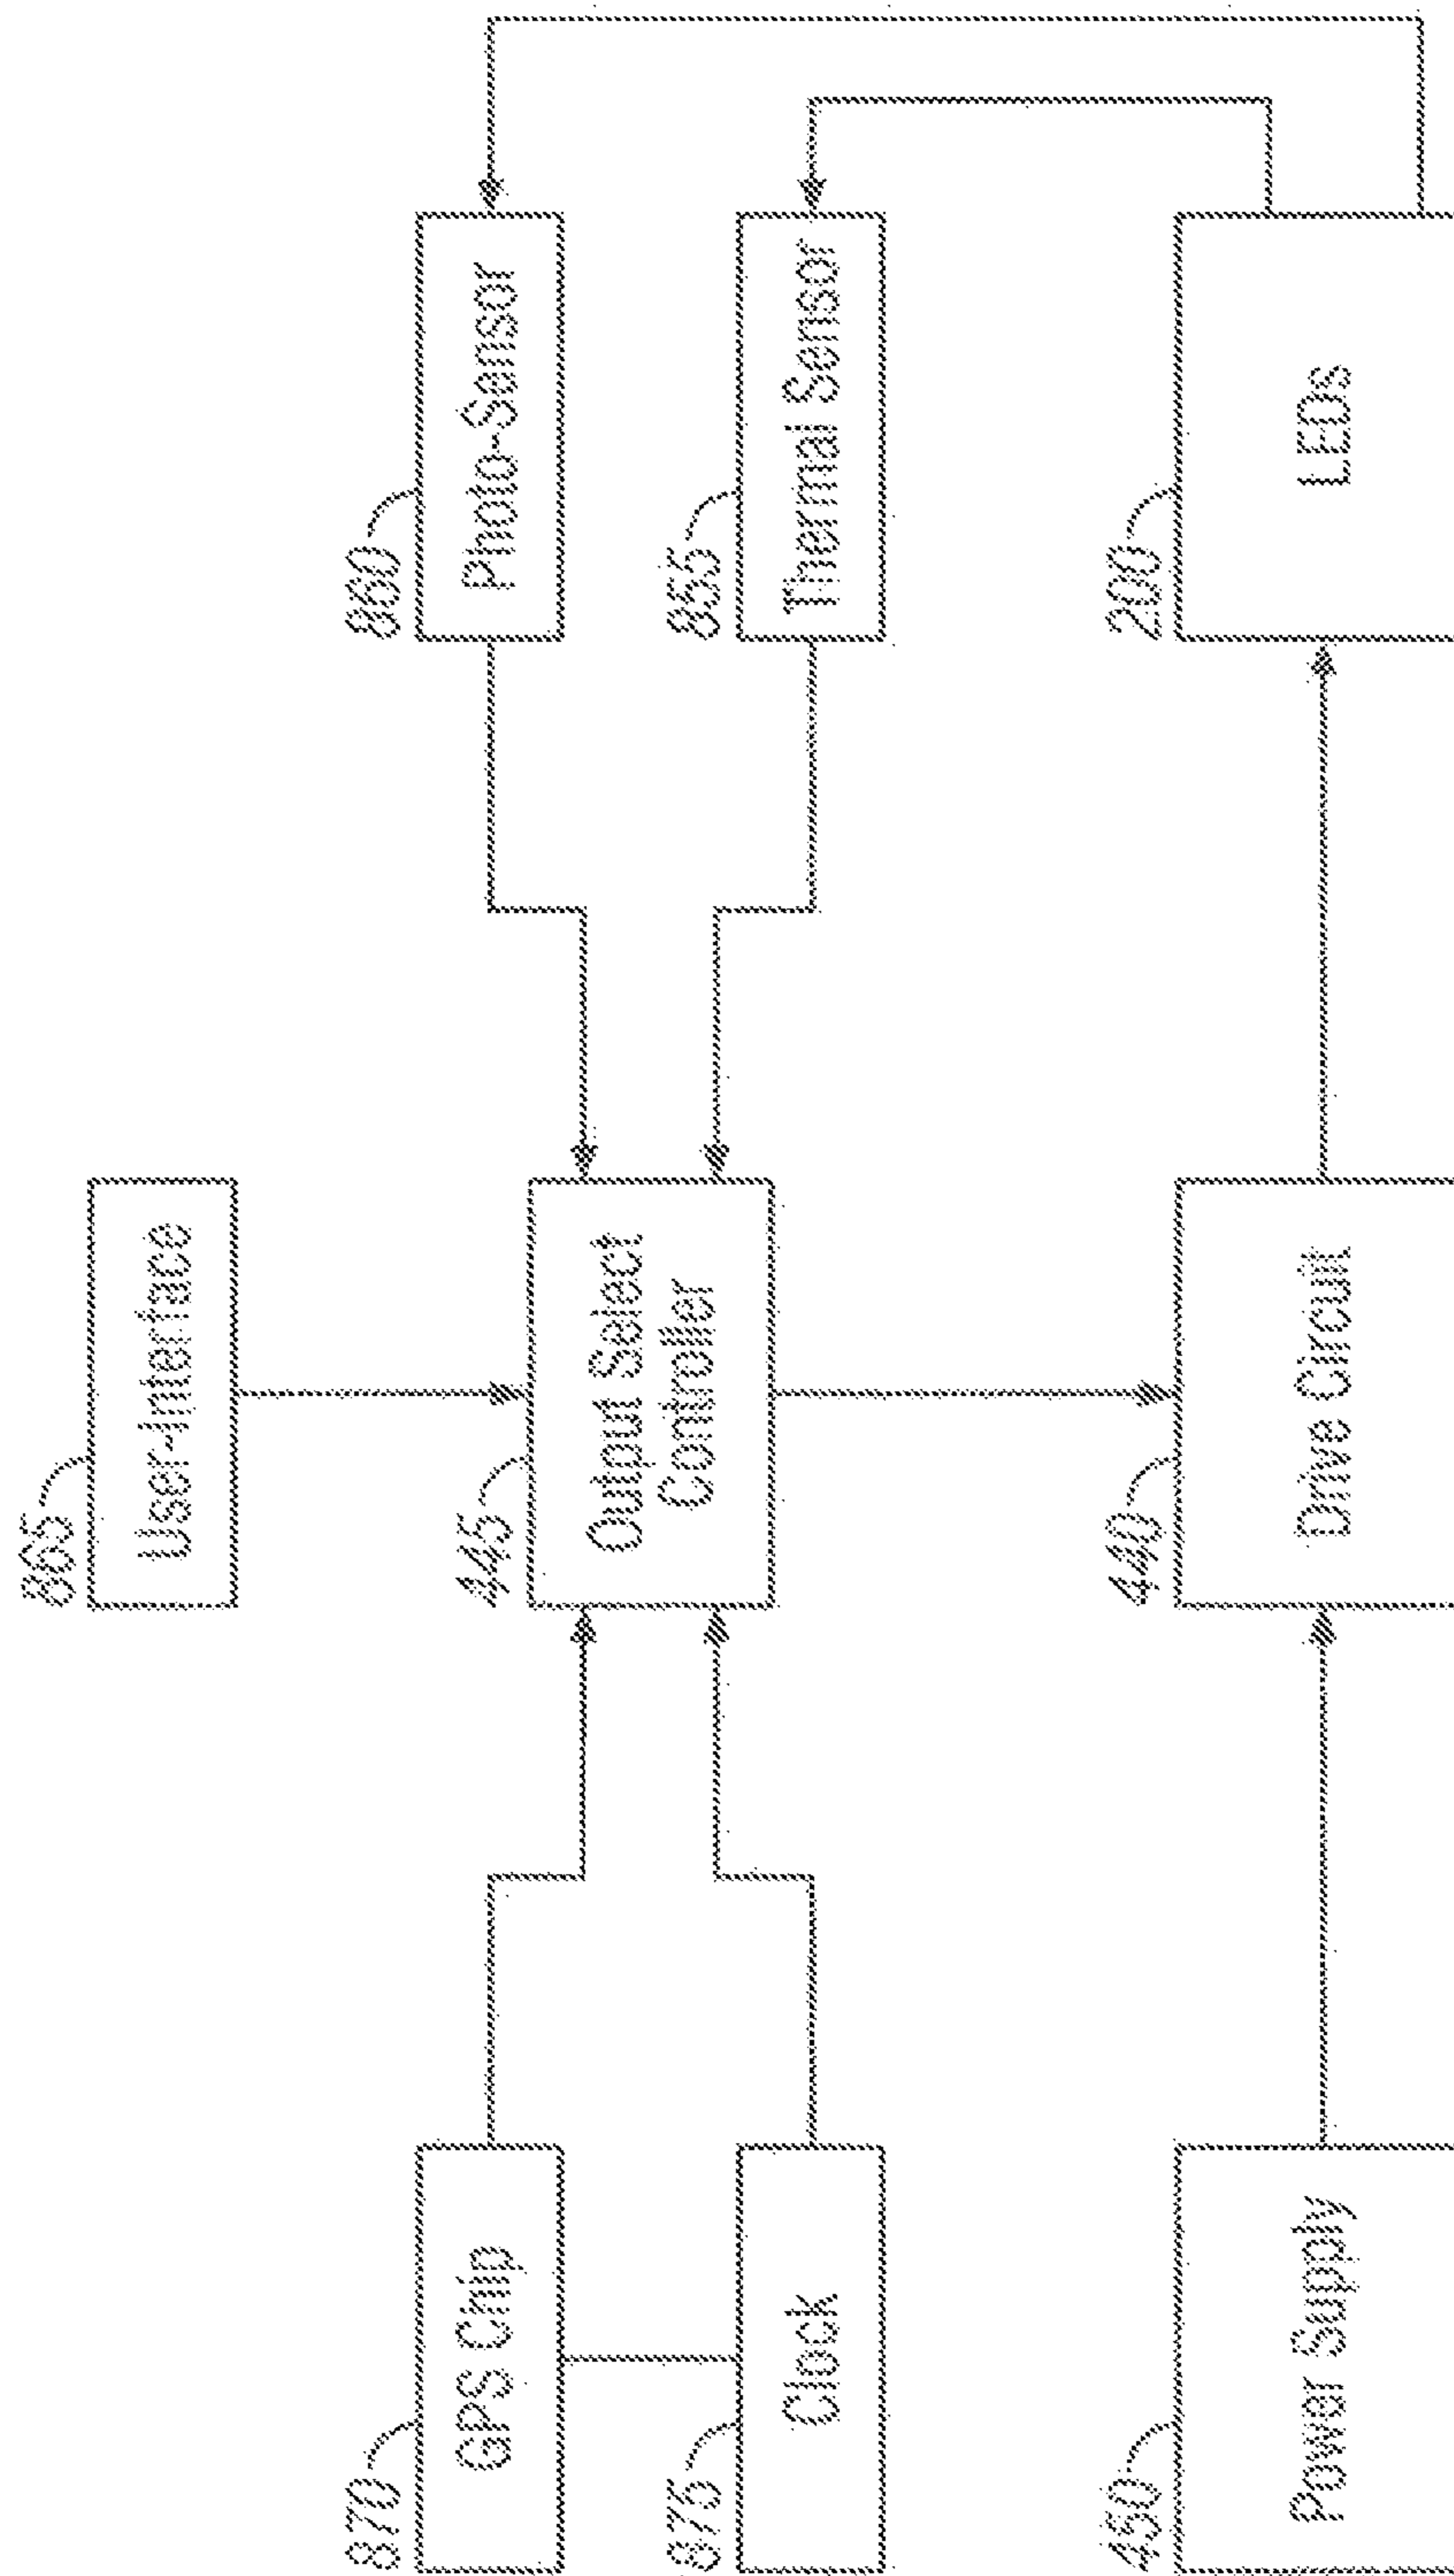 865
User-Interface
870
GPS Chip
860
Photo-Sensor
445
Output Select
Controller
875
Clock
855
Thermal Sensor
450
Power Supply
440
Drive Circuit
200
LEDs